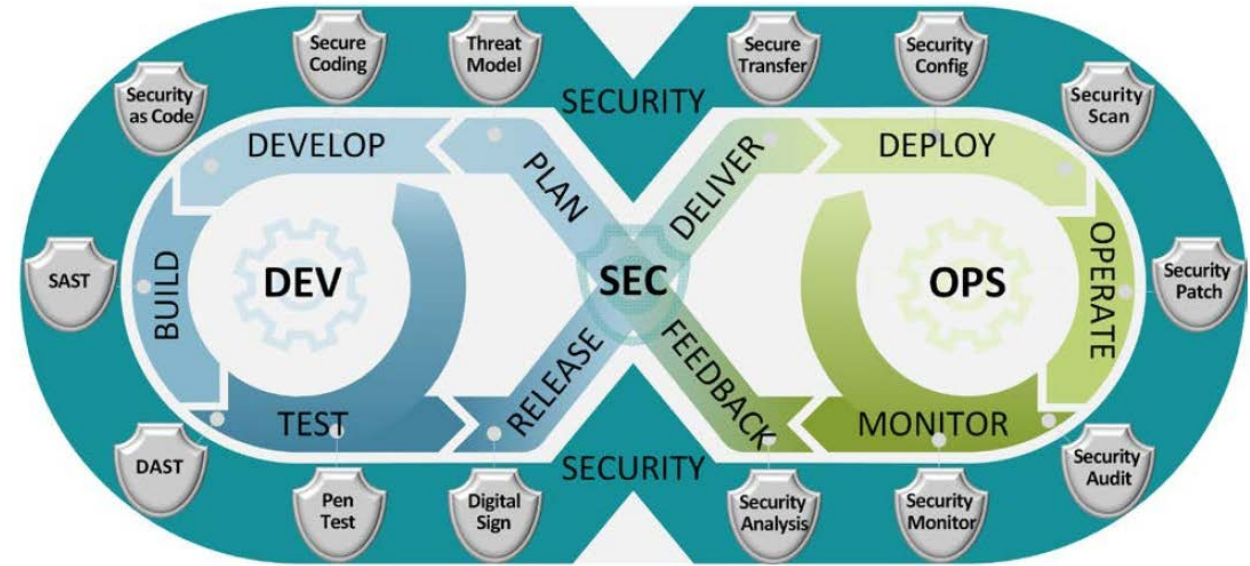 Secure
Coding
Threat
Model
Secure
Transfer
Security
Config
Security
as Code
Security
Scan
SECURITY
DEVELOP
PLAN
DELIVER
DEPLOY
SAST
BUILD
DEV
SEC
OPS
OPERATE
Security
Patch
TEST
RELEASE
FEEDBACK
MONITOR
DAST
SECURITY
Security
Audit
Pen
Test
Digital
Sign
Security
Analysis
Security
Monitor